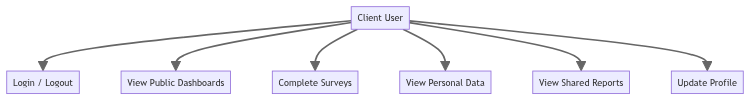 Client User
Login / Logout
View Public Dashboards
Complete Surveys
View Personal Data
View Shared Reports
Update Profile